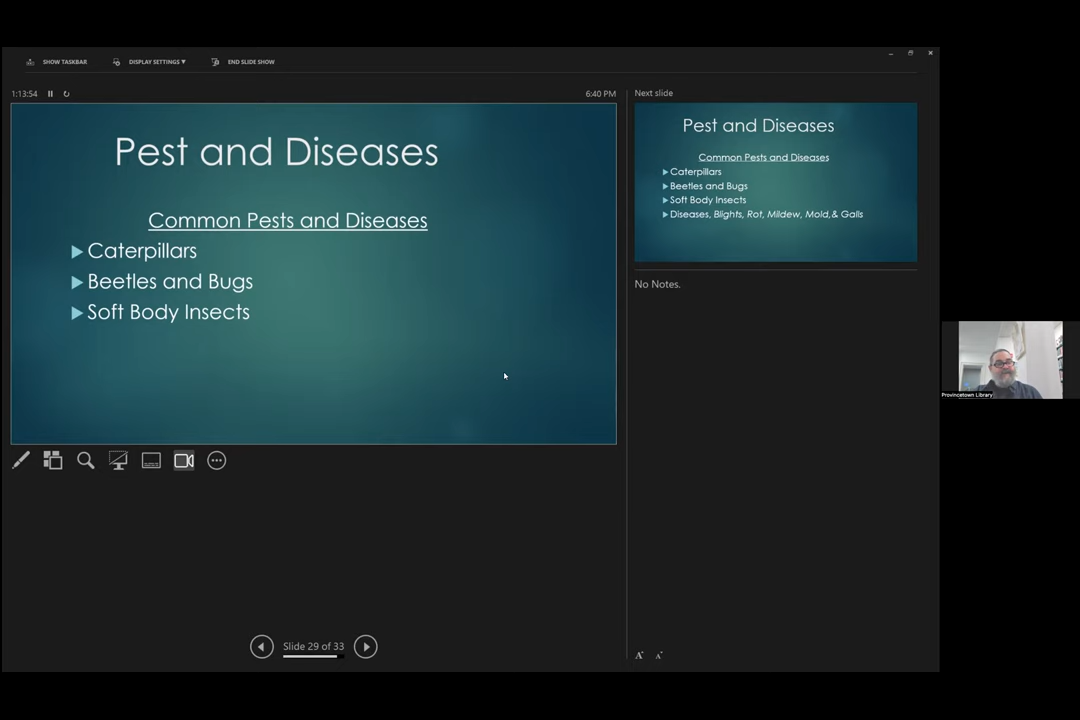 SHOW TASKBAR
DISPLAY SETTINGS ▼
END SLIDE SHOW
1:13:54
6:40 PM
Pest and Diseases
Common Pests and Diseases
Caterpillars
Beetles and Bugs
Soft Body Insects
Slide 29 of 33
Next slide
Pest and Diseases
Common Pests and Diseases
Caterpillars
Beetles and Bugs
Soft Body Insects
Diseases, Blights, Rot, Mildew, Mold,& Galls
No Notes.
A A
Provincetown Library